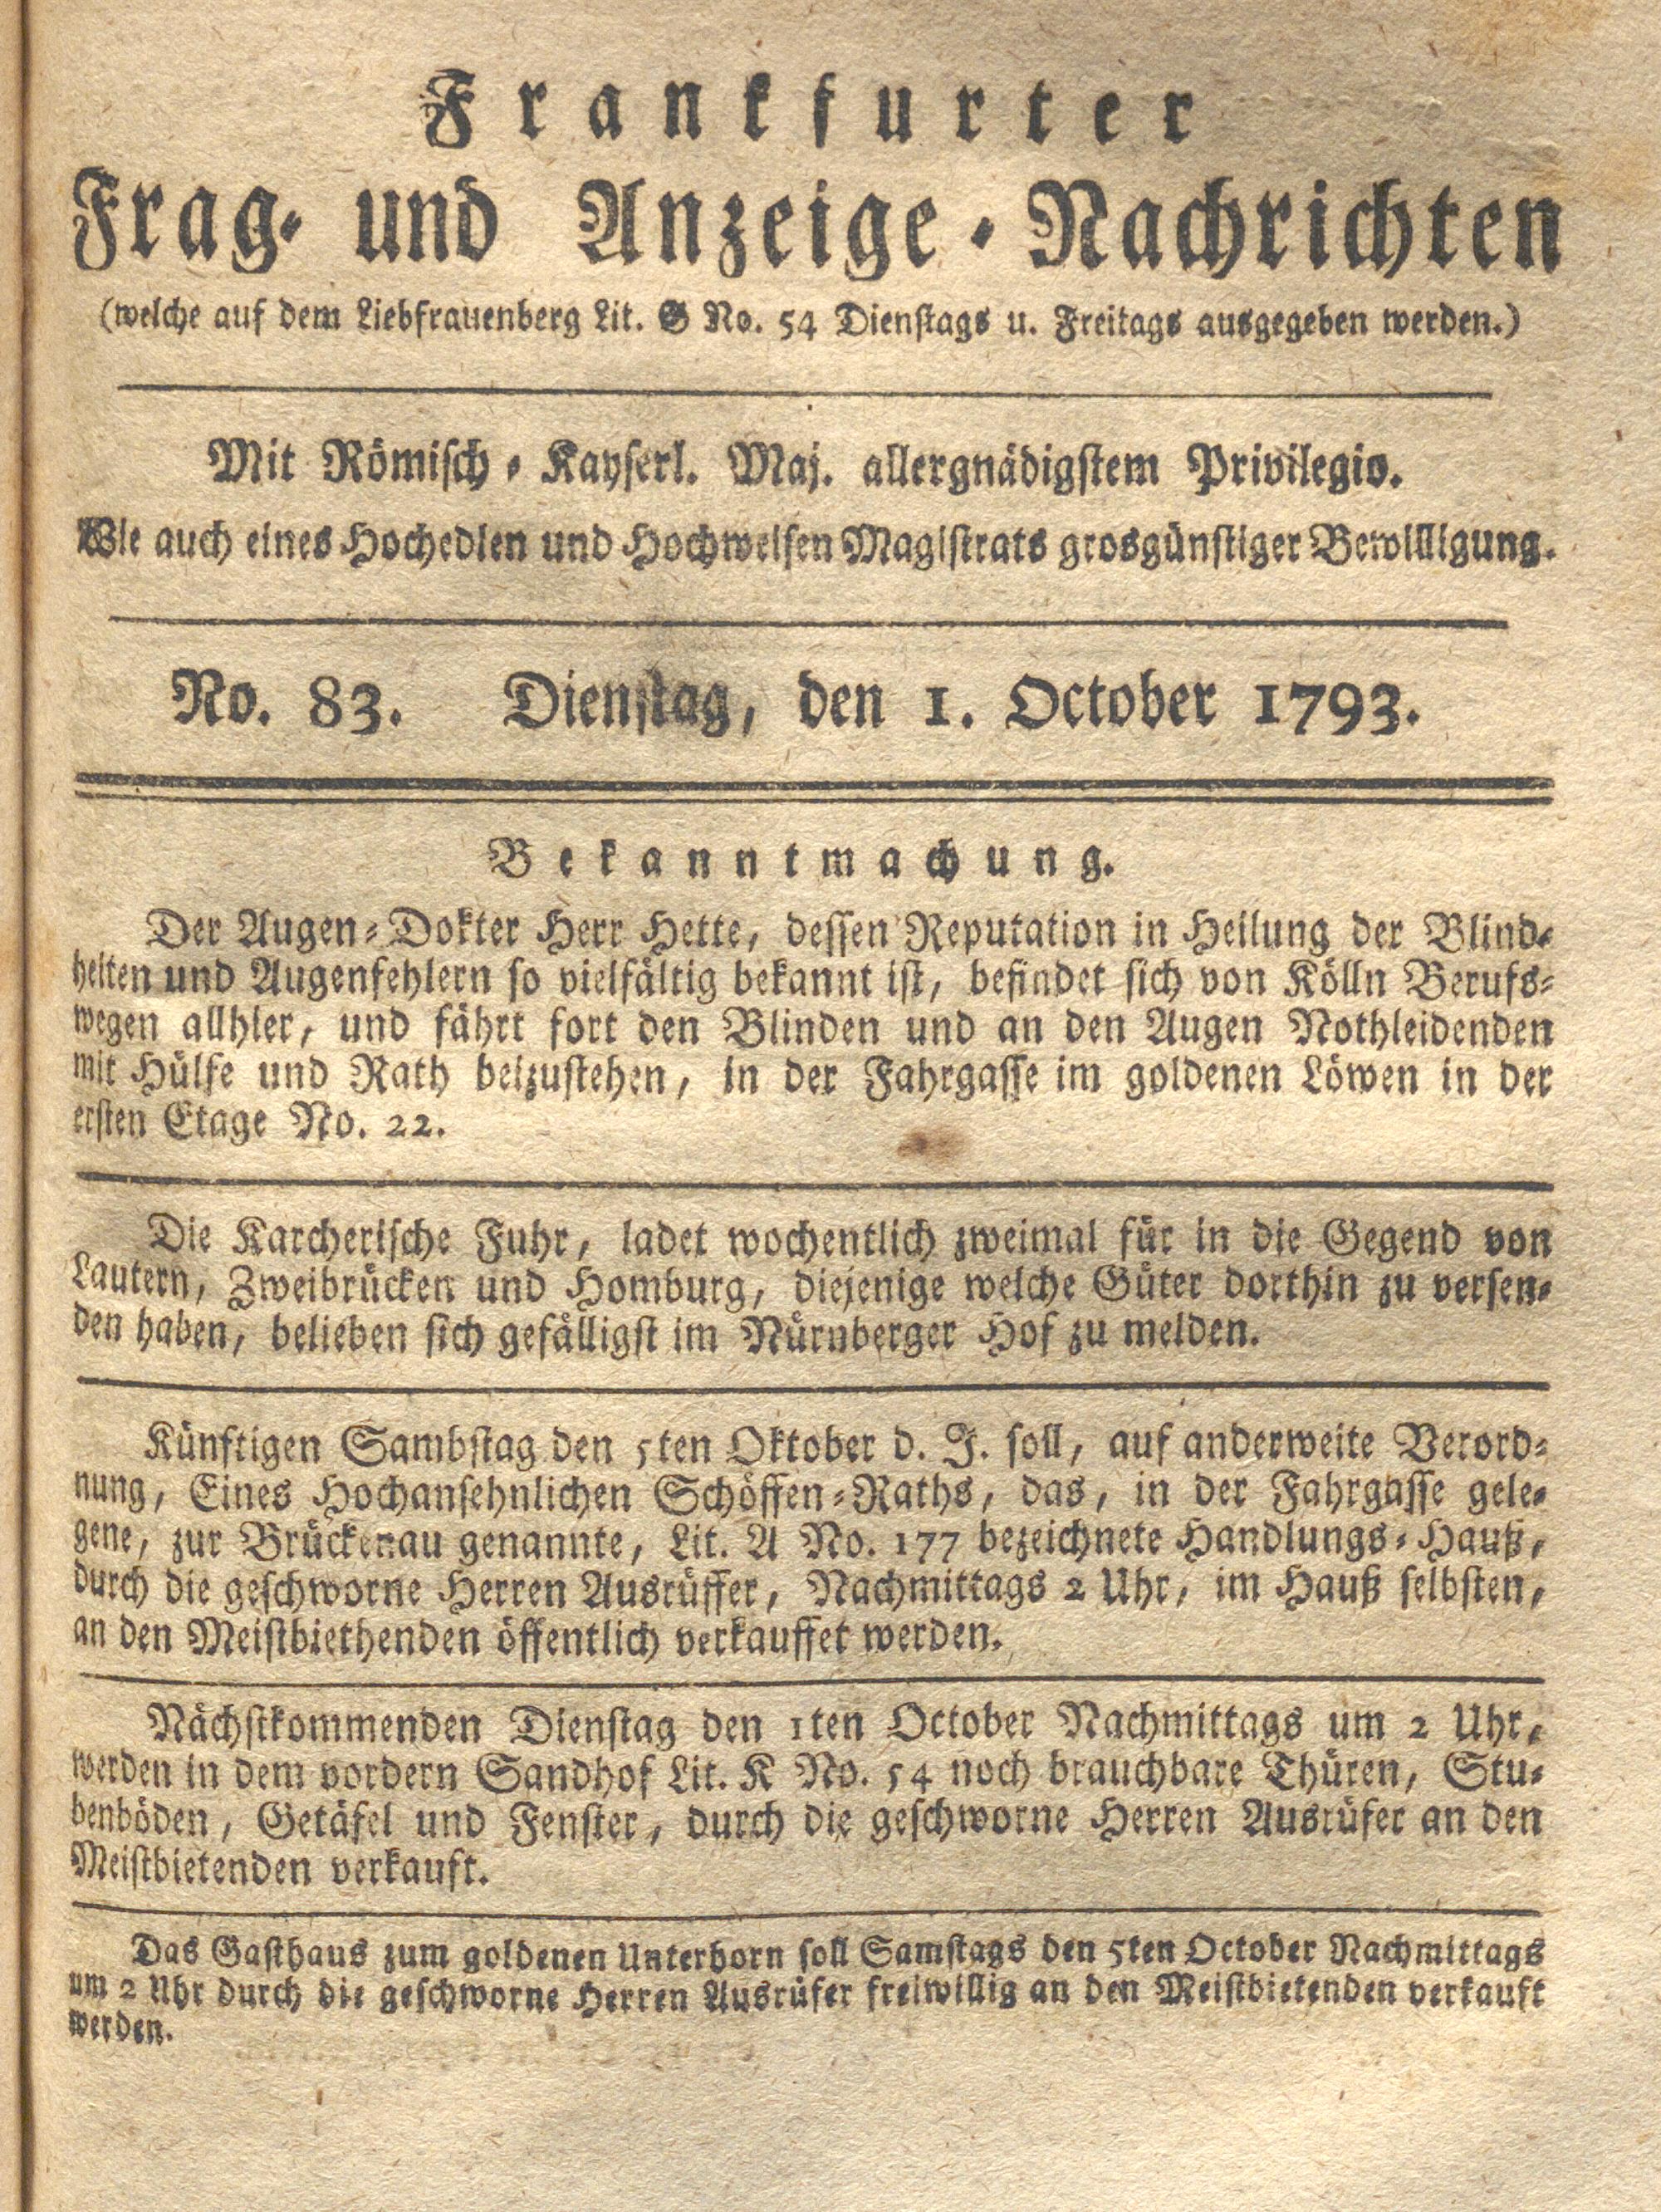 Frankfurter
Frag- und Anzeige-Nachrichten
(welche auf dem Liebfrauenberg Lit. G No. 54 Dienſtags u. Freitags ausgegeben werden.)
Mit Römiſch-Kayſerl. Maj. allergnädigſtem Privilegio.
Wie auch eines Hochedlen und Hochweiſen Magiſtrats grosgünſtiger Bewilligung.
No. 83. Dienſtag, den 1. October 1793.
Bekanntmachung.
Der Augen-Dokter Herr Hette, deſſen Reputation in Heilung der Blind-
heiten und Augenfehlern ſo vielfältig bekannt iſt, befindet ſich von Kölln Berufs-
wegen allhier, und fährt fort den Blinden und an den Augen Nothleidenden
mit Hülfe und Rath beizuſtehen, in der Fahrgaſſe im goldenen Löwen in der
erſten Etage No. 22.
Die Karcheriſche Fuhr, ladet wochentlich zweimal für in die Gegend von
Lautern, Zweibrücken und Homburg, diejenige welche Güter dorthin zu verſen-
den haben, belieben ſich gefälligſt im Nürnberger Hof zu melden.
Künftigen Sambſtag den 5ten Oktober d. J. ſoll, auf anderweite Verord-
nung, Eines Hochanſehnlichen Schöffen-Raths, das, in der Fahrgaſſe gele-
gene, zur Brückenau genannte, Lit. A No. 177 bezeichnete Handlungs-Hauß,
durch die geſchworne Herren Ausrüffer, Nachmittags 2 Uhr, im Hauß ſelbſten,
an den Meiſtbiethenden öffentlich verkauffet werden.
Nächſtkommenden Dienſtag den 1ten October Nachmittags um 2 Uhr,
werden in dem vordern Sandhof Lit. K No. 54 noch brauchbare Thüren, Stu-
benböden, Getäfel und Fenſter, durch die geſchworne Herren Ausrüfer an den
Meiſtbietenden verkauft.
Das Gaſthaus zum goldenen Unterhorn ſoll Samſtags den 5ten October Nachmittags
um 2 Uhr durch die geſchworne Herren Ausrüfer freiwillig an den Meiſtbietenden verkauft
werden.